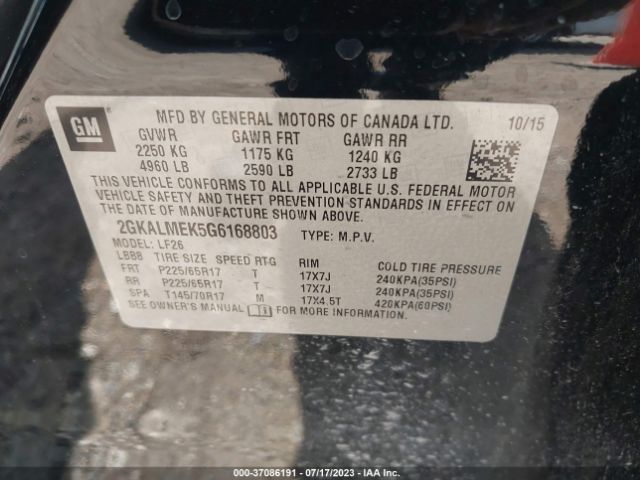 GM
MFD BY GENERAL MOTORS OF CANADA LTD. 10/15
GVWR GAWR FRT GAWR RR
2250 KG 1175 KG 1240 KG
4960 LB 2590 LB 2733 LB
THIS VEHICLE CONFORMS TO ALL APPLICABLE U.S. FEDERAL MOTOR
VEHICLE SAFETY AND THEFT PREVENTION STANDARDS IN EFFECT
ON THE DATE OF MANUFACTURE SHOWN ABOVE.
2GKALMEK5G6168803 TYPE: M.P.V.
MODEL: LF26
LBBB TIRE SIZE SPEED RTG RIM COLD TIRE PRESSURE
FRT P225/65R17 T 17X7J 240KPA(35PSI)
RR P225/65R17 T 17X7J 240KPA(35PSI)
SPA T145/70R17 M 17X4.5T 420KPA(60PSI)
SEE OWNER'S MANUAL FOR MORE INFORMATION
000-37086191 - 07/17/2023 - IAA Inc.